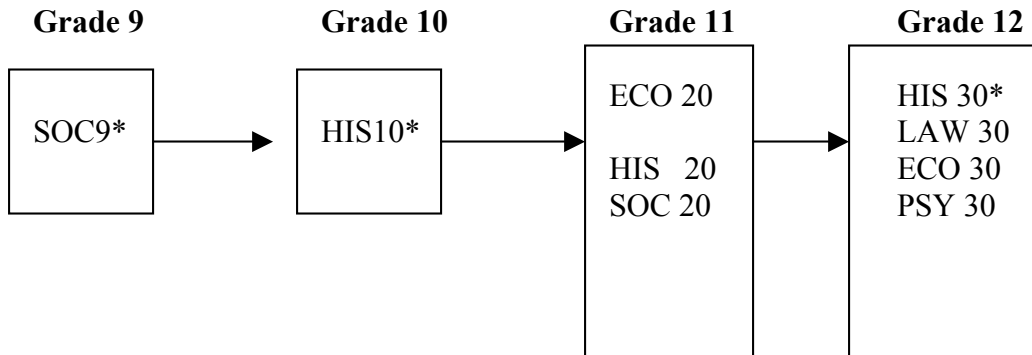 Grade 9 Grade 10 Grade 11 Grade 12
SOC9*
HIS10*
ECO 20
HIS 20
SOC 20
HIS 30*
LAW 30
ECO 30
PSY 30